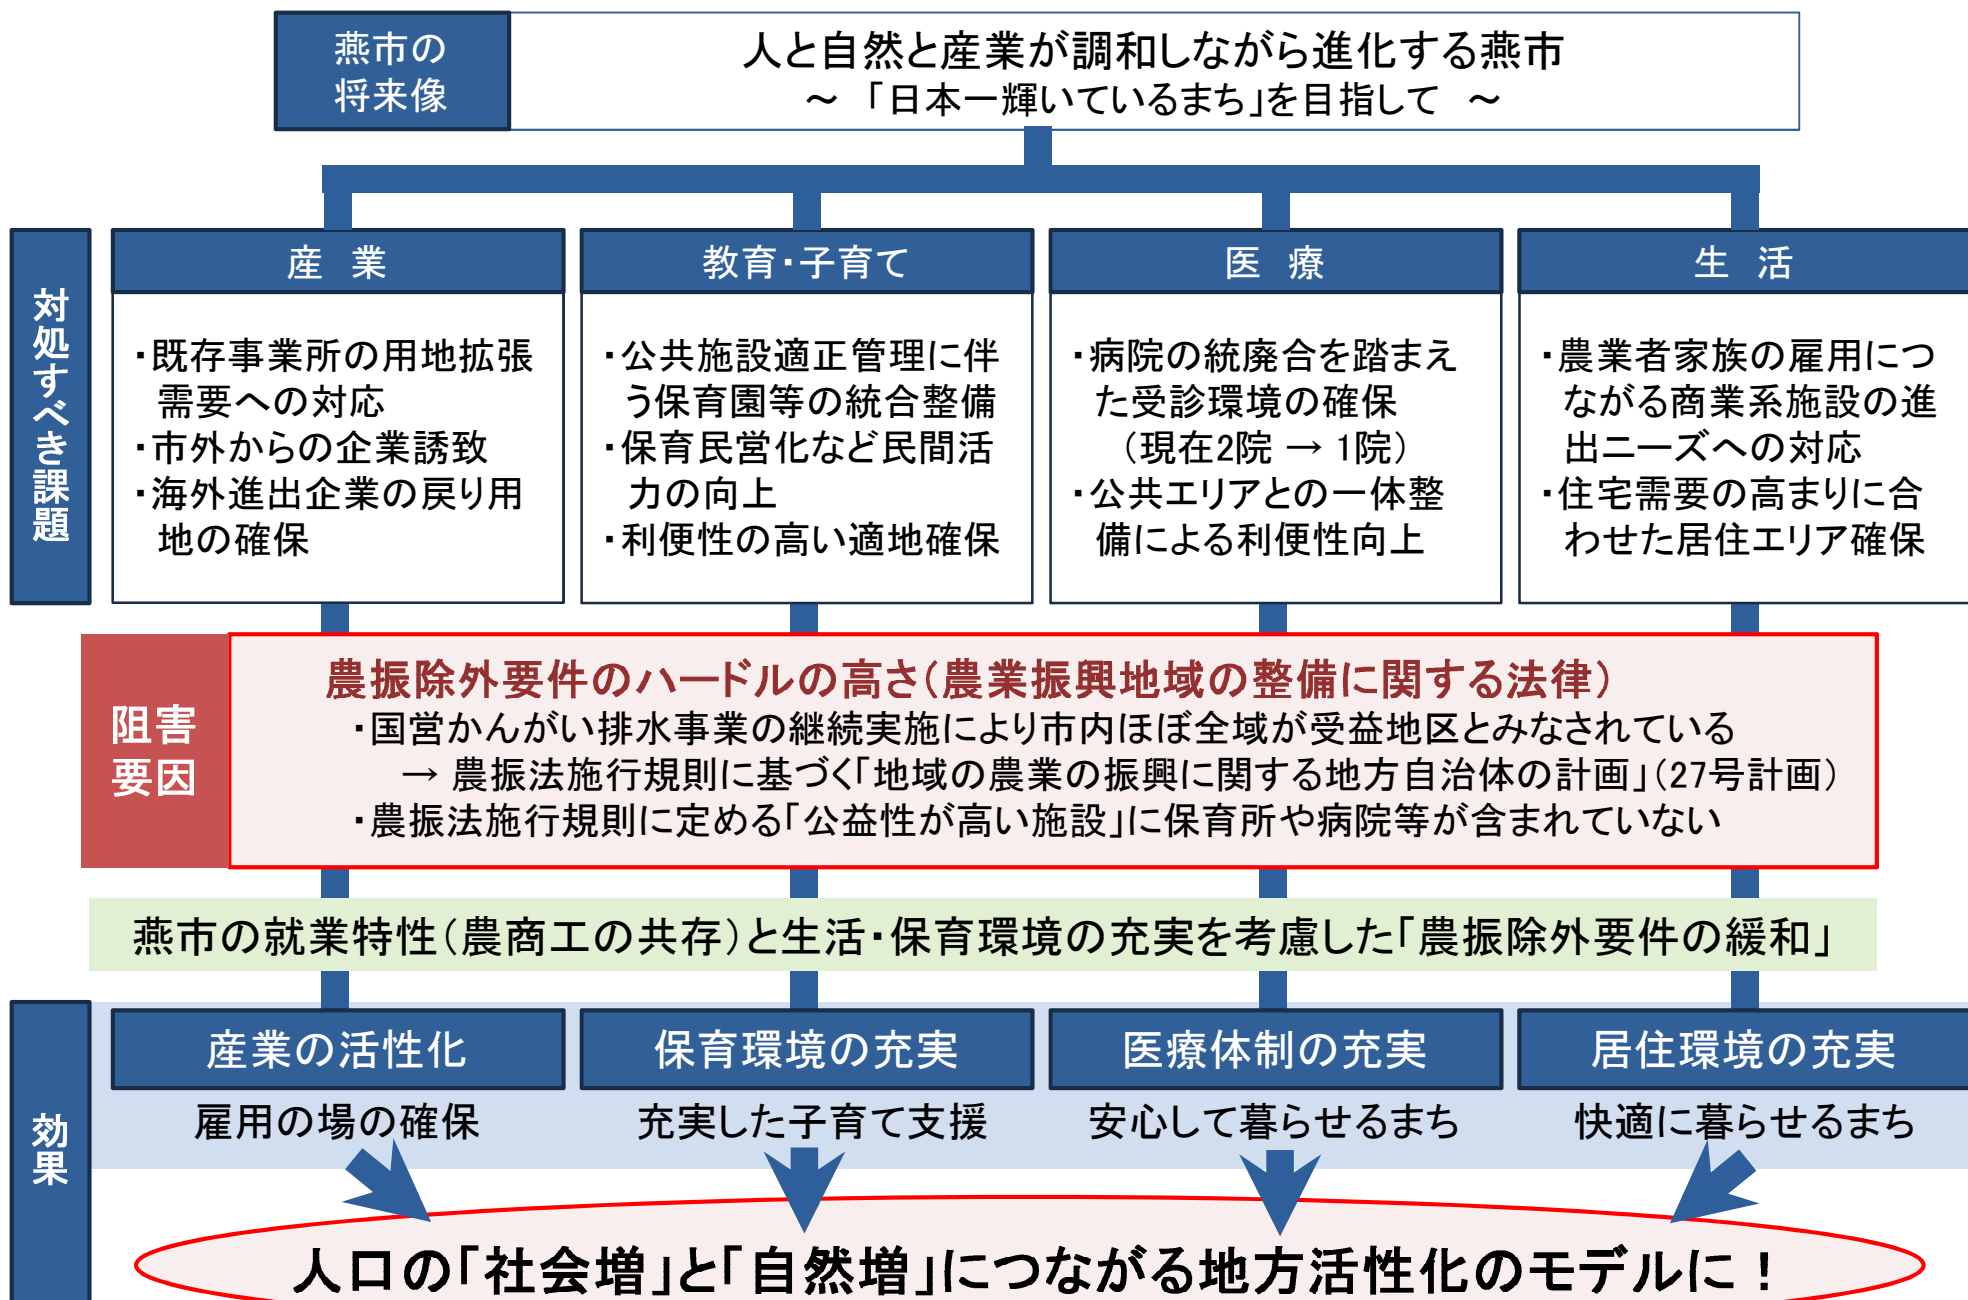 燕市の
将来像
人と自然と産業が調和しながら進化する燕市
～ 「日本一輝いているまち」を目指して ～
対処すべき課題
産 業
・既存事業所の用地拡張
需要への対応
・市外からの企業誘致
・海外進出企業の戻り用
地の確保
教育・子育て
・公共施設適正管理に伴
う保育園等の統合整備
・保育民営化など民間活
力の向上
・利便性の高い適地確保
医 療
・病院の統廃合を踏まえ
た受診環境の確保
（現在2院 → 1院）
・公共エリアとの一体整
備による利便性向上
生 活
・農業者家族の雇用につ
ながる商業系施設の進
出ニーズへの対応
・住宅需要の高まりに合
わせた居住エリア確保
阻害
要因
農振除外要件のハードルの高さ（農業振興地域の整備に関する法律）
・国営かんがい排水事業の継続実施により市内ほぼ全域が受益地区とみなされている
→ 農振法施行規則に基づく「地域の農業の振興に関する地方自治体の計画」（27号計画）
・農振法施行規則に定める「公益性が高い施設」に保育所や病院等が含まれていない
燕市の就業特性（農商工の共存）と生活・保育環境の充実を考慮した「農振除外要件の緩和」
効果
産業の活性化
雇用の場の確保
保育環境の充実
充実した子育て支援
医療体制の充実
安心して暮らせるまち
居住環境の充実
快適に暮らせるまち
人口の「社会増」と「自然増」につながる地方活性化のモデルに！